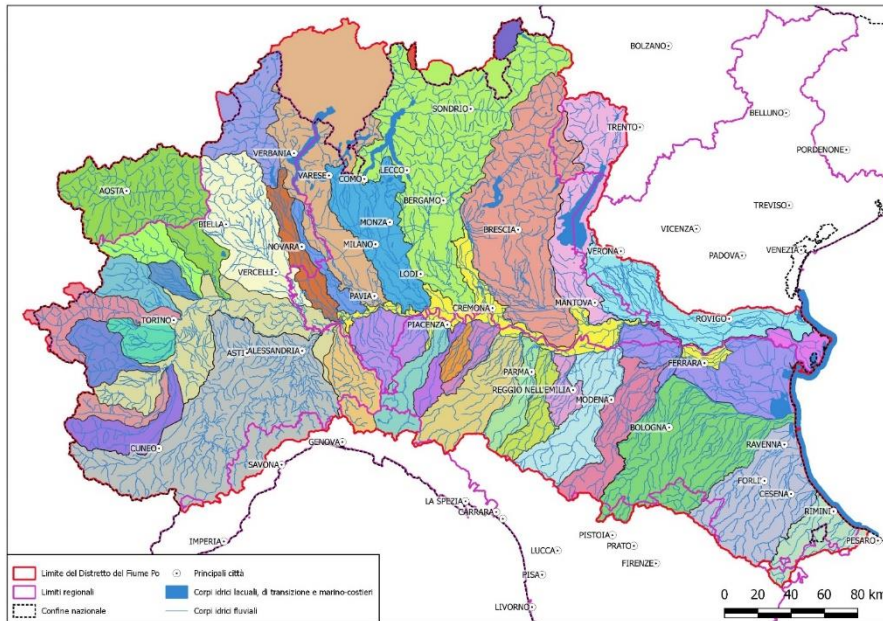 BOLZANO
SONDRIO
BELLUNO
TRENTO
PORDENONE
VERBANIA
LECCO
VARESE
COMO
AOSTA
BERGAMO
TREVISO
BIELLA
MONZA
BRESCIA
VICENZA
NOVARA
MILANO
VERONA
PADOVA
VENEZIA
VERCELLI
LODI
PAVIA
CREMONA
MANTOVA
ROVIGO
TORINO
PIACENZA
ASTI
ALESSANDRIA
FERRARA
PARMA
REGGIO NELL'EMILIA
MODENA
BOLOGNA
RAVENNA
CUNEO
GENOVA
SAVONA
FORLI'
CESENA
LA SPEZIA
CARRARA
RIMINI
IMPERIA
PISTOIA
PESARO
LUCCA
PRATO
FIRENZE
PISA
LIVORNO
Limite del Distretto del Fiume Po
Principali città
Limiti regionali
Corpi idrici lacuali, di transizione e marino-costieri
Confine nazionale
Corpi idrici fluviali
0 20 40 60 80 km